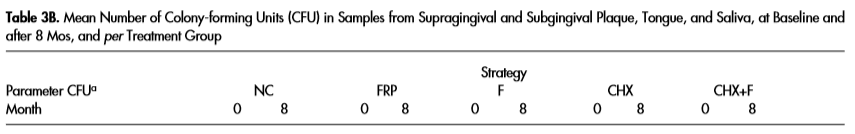 Table 3B. Mean Number of Colony-forming Units (CFU) in Samples from Supragingival and Subgingival Plaque, Tongue, and Saliva, at Baseline and
after 8 Mos, and per Treatment Group
Strategy
Parameter CFUª NC FRP F CHX CHX+F
Month 0 8 0 8 0 8 0 8 0 8